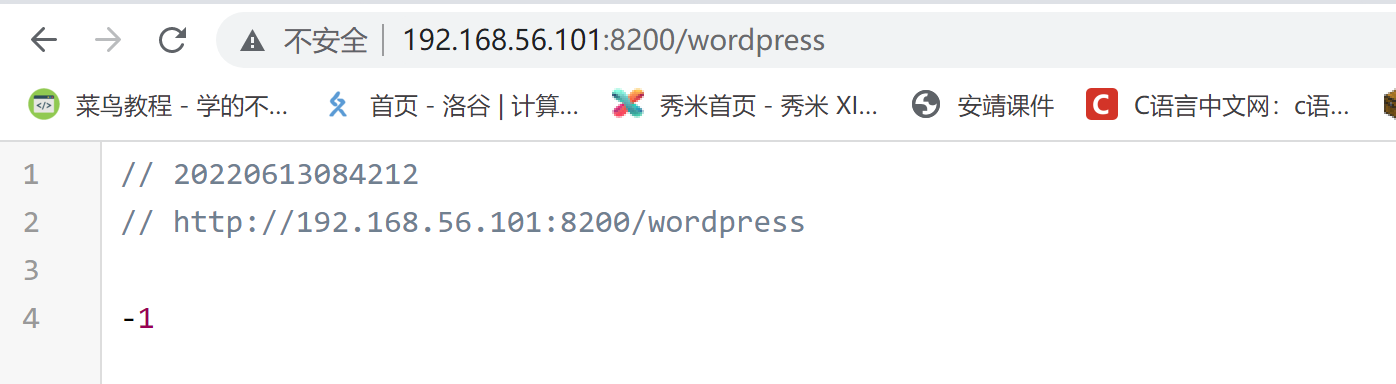 不安全 192.168.56.101:8200/wordpress
菜鸟教程 - 学的不... 首页 - 洛谷 | 计算... 秀米首页 - 秀米 XI... 安靖课件 C语言中文网：c语...
1 // 20220613084212
2 // http://192.168.56.101:8200/wordpress
3
4 -1